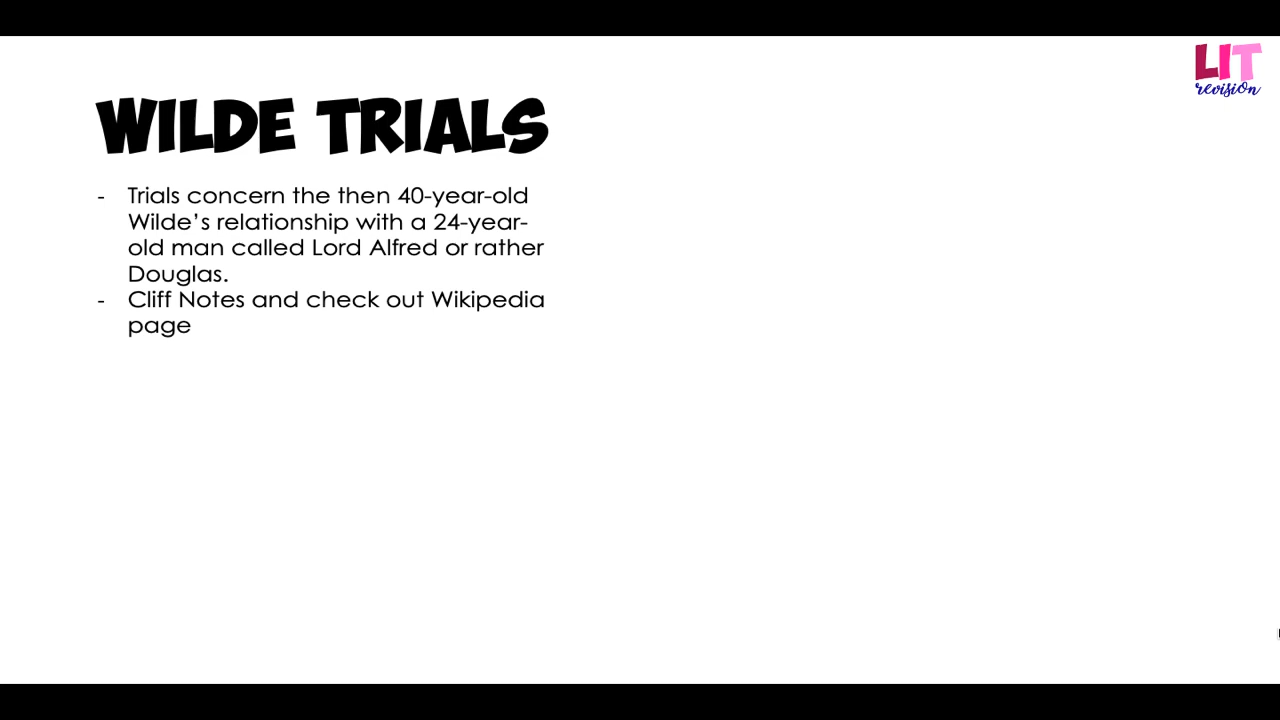 LIT
revision
WILDE TRIALS
- Trials concern the then 40-year-old
Wilde's relationship with a 24-year-
old man called Lord Alfred or rather
Douglas.
- Cliff Notes and check out Wikipedia
page